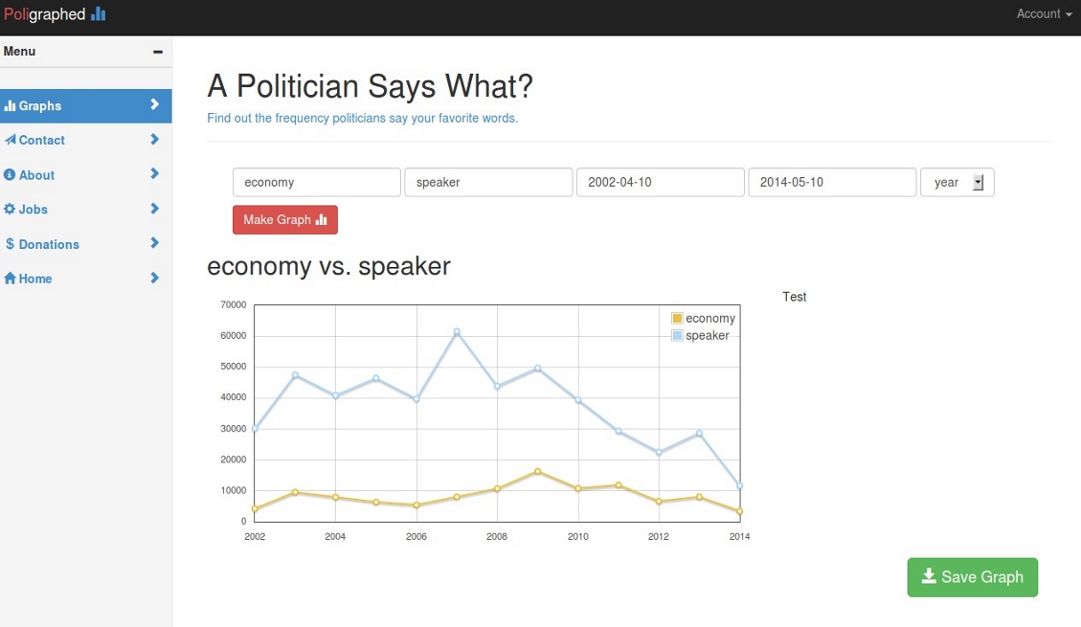 Poligraphed
Account
Menu
Graphs
Contact
About
Jobs
Donations
Home
A Politician Says What?
Find out the frequency politicians say your favorite words.
economy speaker 2002-04-10 2014-05-10 year
Make Graph
economy vs. speaker
Test
70000
60000
50000
40000
30000
20000
10000
0
economy
speaker
2002 2004 2006 2008 2010 2012 2014
Save Graph